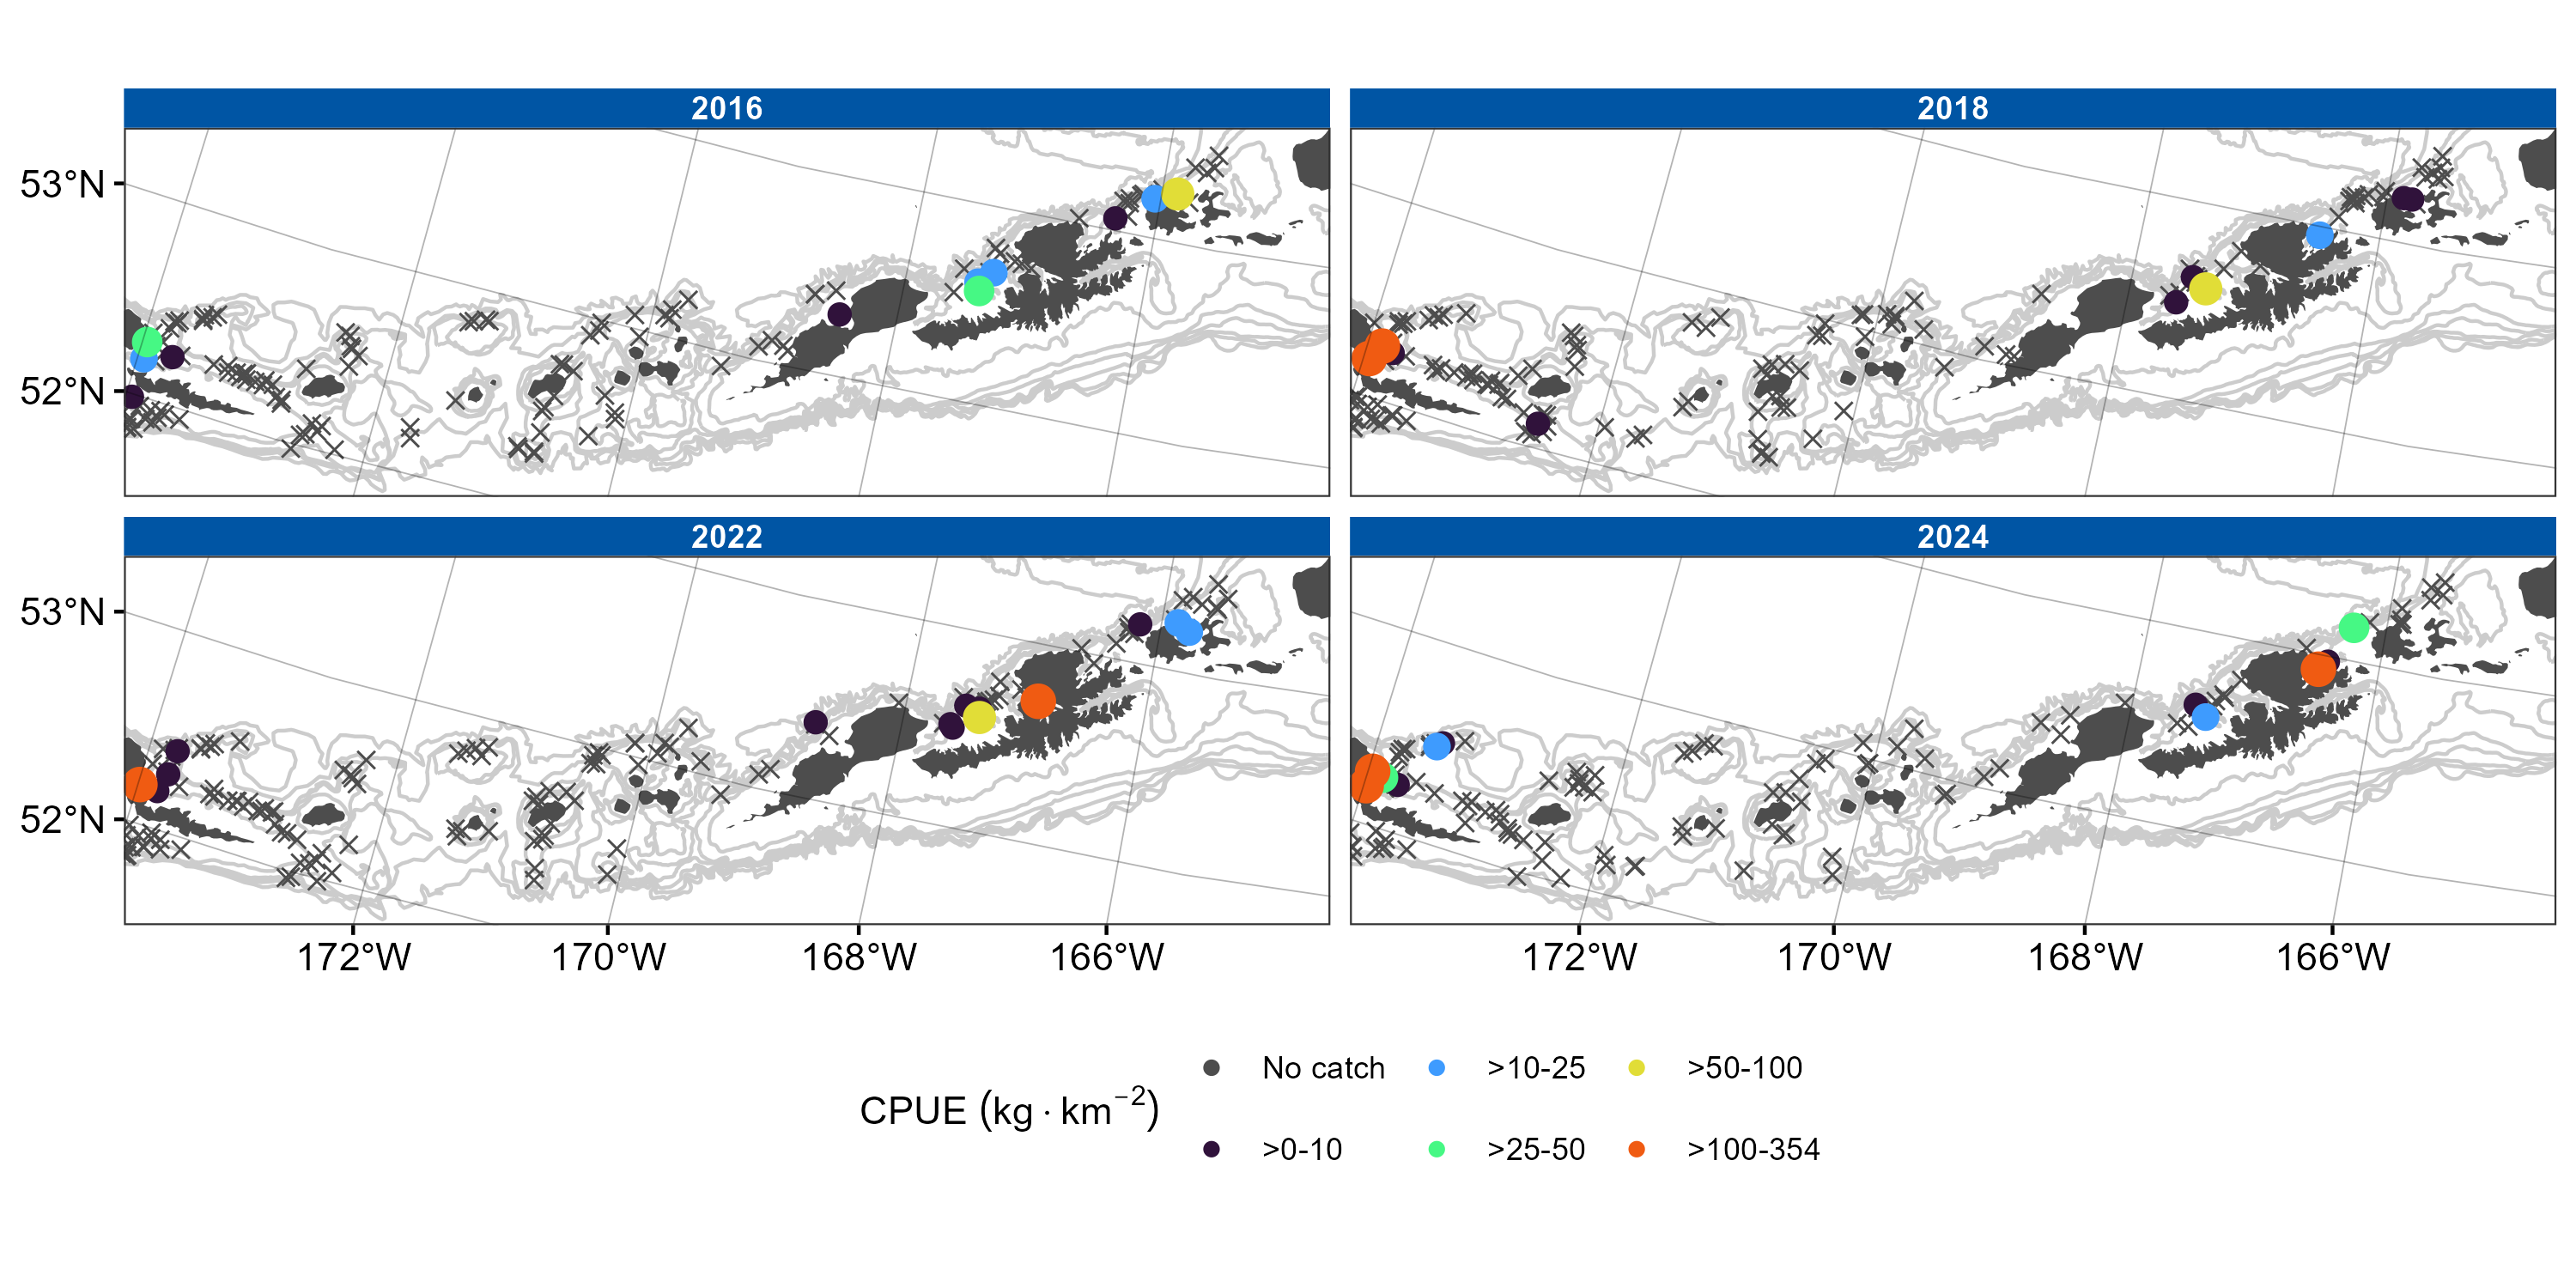 2016
2018
53°N
52°N
2022
2024
53°N
52°N
172°W 170°W 168°W 166°W
172°W 170°W 168°W 166°W
CPUE (kg · km⁻²)
No catch
>10-25
>50-100
>0-10
>25-50
>100-354